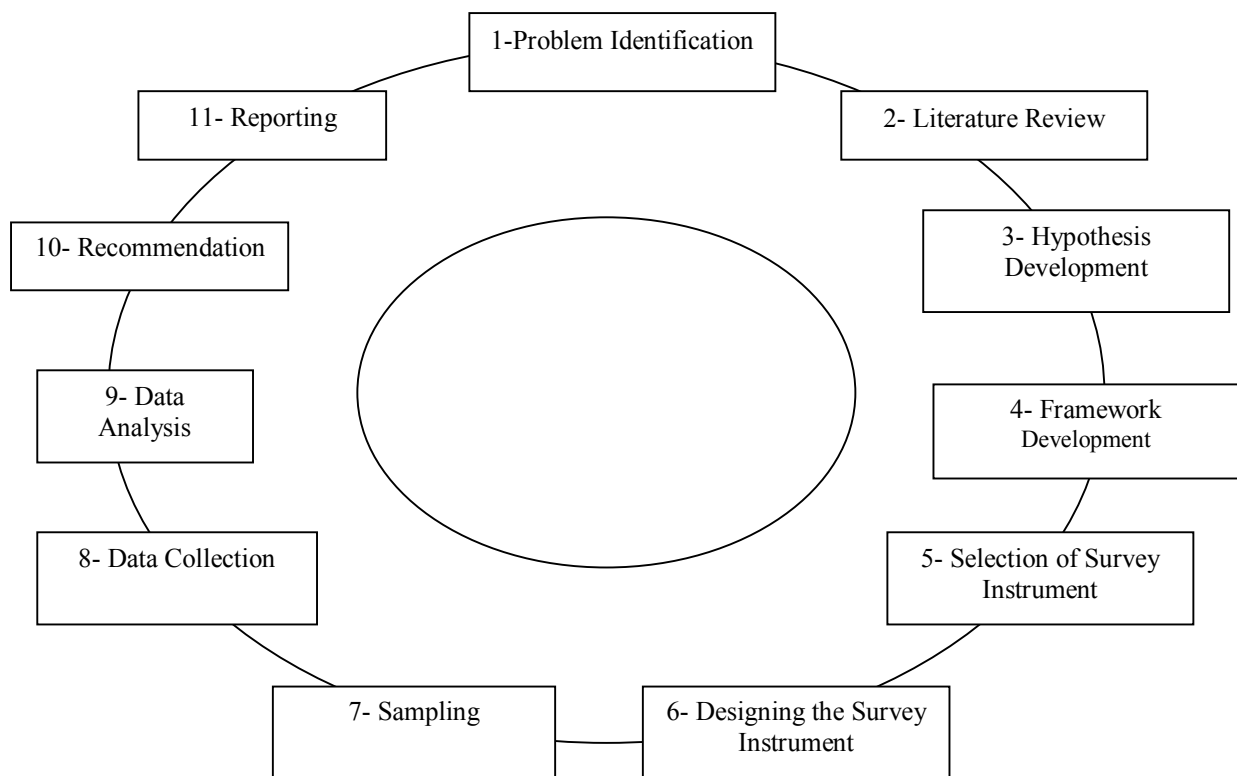 1-Problem Identification
2- Literature Review
3- Hypothesis
Development
4- Framework
Development
5- Selection of Survey
Instrument
6- Designing the Survey
Instrument
7- Sampling
8- Data Collection
9- Data
Analysis
10- Recommendation
11- Reporting